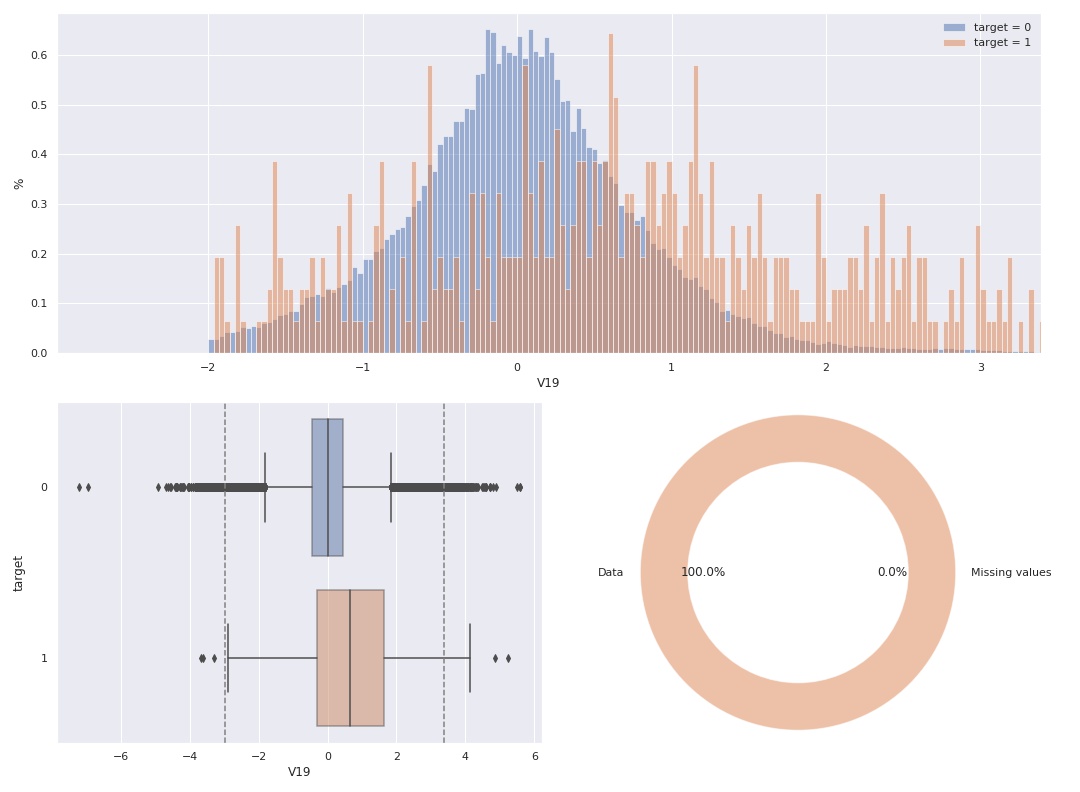 target = 0
target = 1
%
0.6
0.5
0.4
0.3
0.2
0.1
0.0
−2 −1 0 1 2 3
V19
target
0
1
−6 −4 −2 0 2 4 6
V19
Data 100.0% 0.0% Missing values